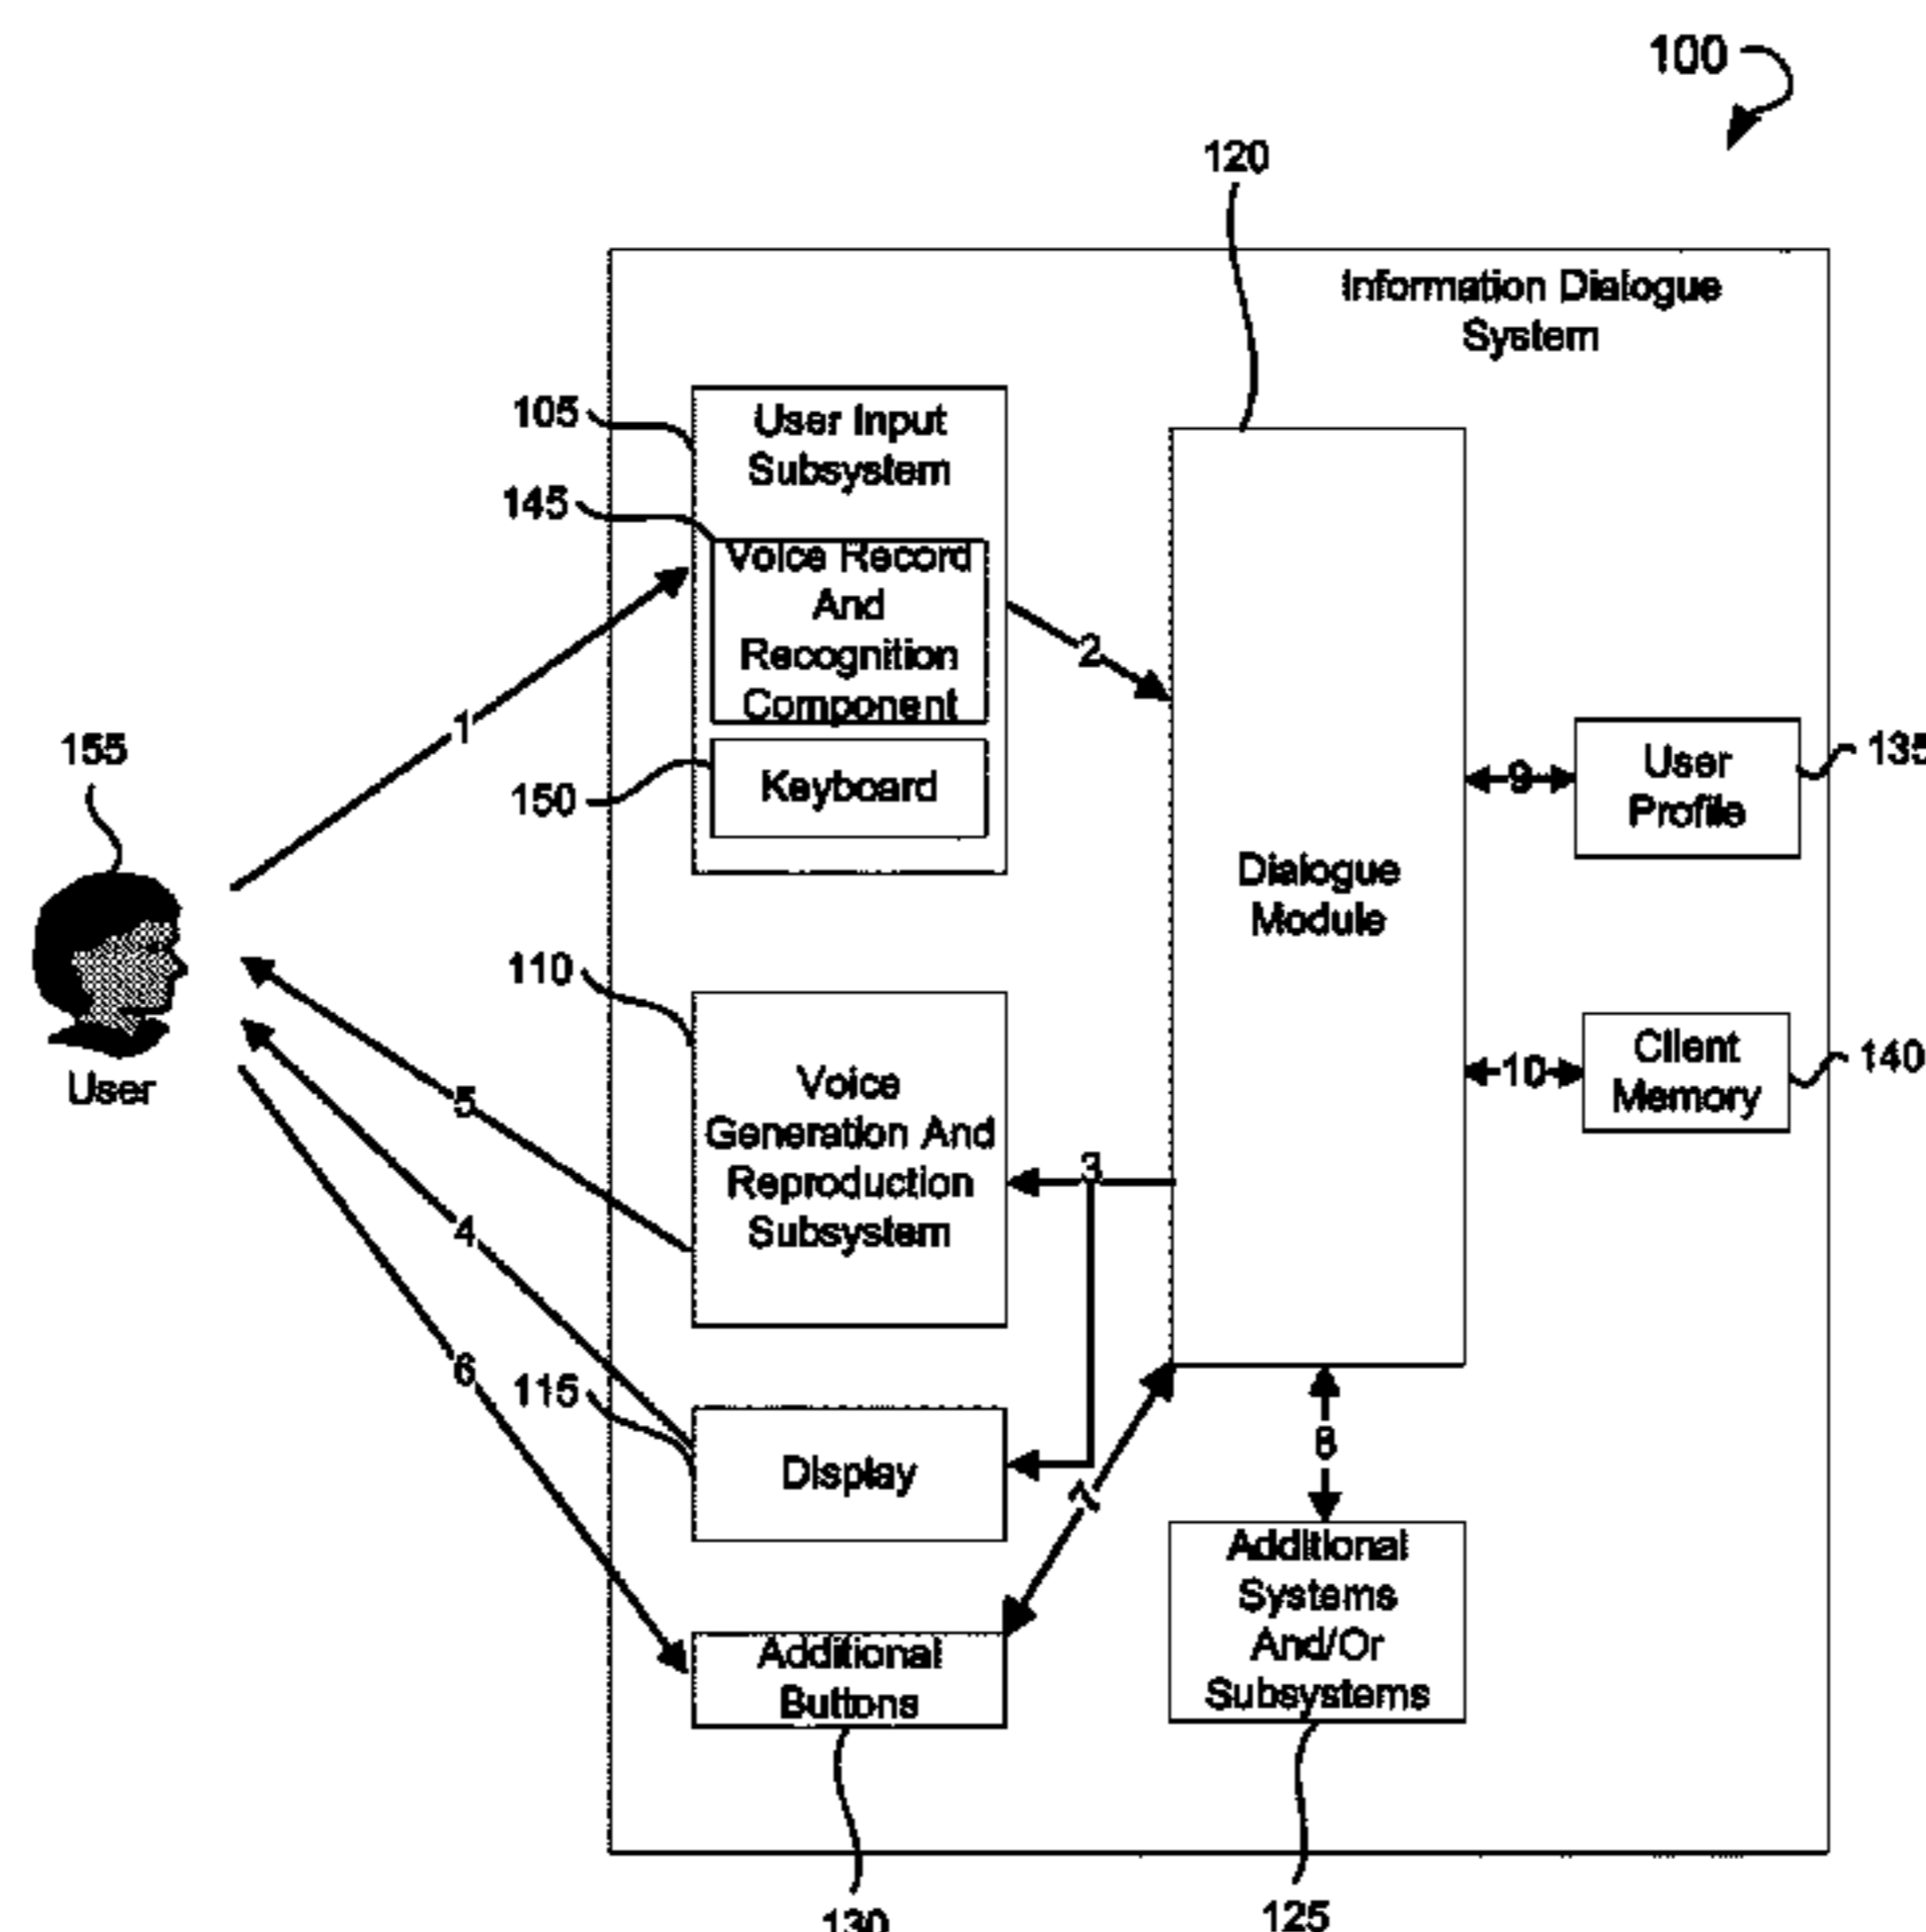 100
120
Information Dialogue
System
105
User Input
Subsystem
145
Voice Record
And
Recognition
Component
2
1
155
150
Keyboard
9
User
Profile
135
Dialogue
Module
110
User
5
Voice
Generation And
Reproduction
Subsystem
10
Client
Memory
140
3
4
6
115
Display
7
8
Additional
Systems
And/Or
Subsystems
Additional
Buttons
130
125